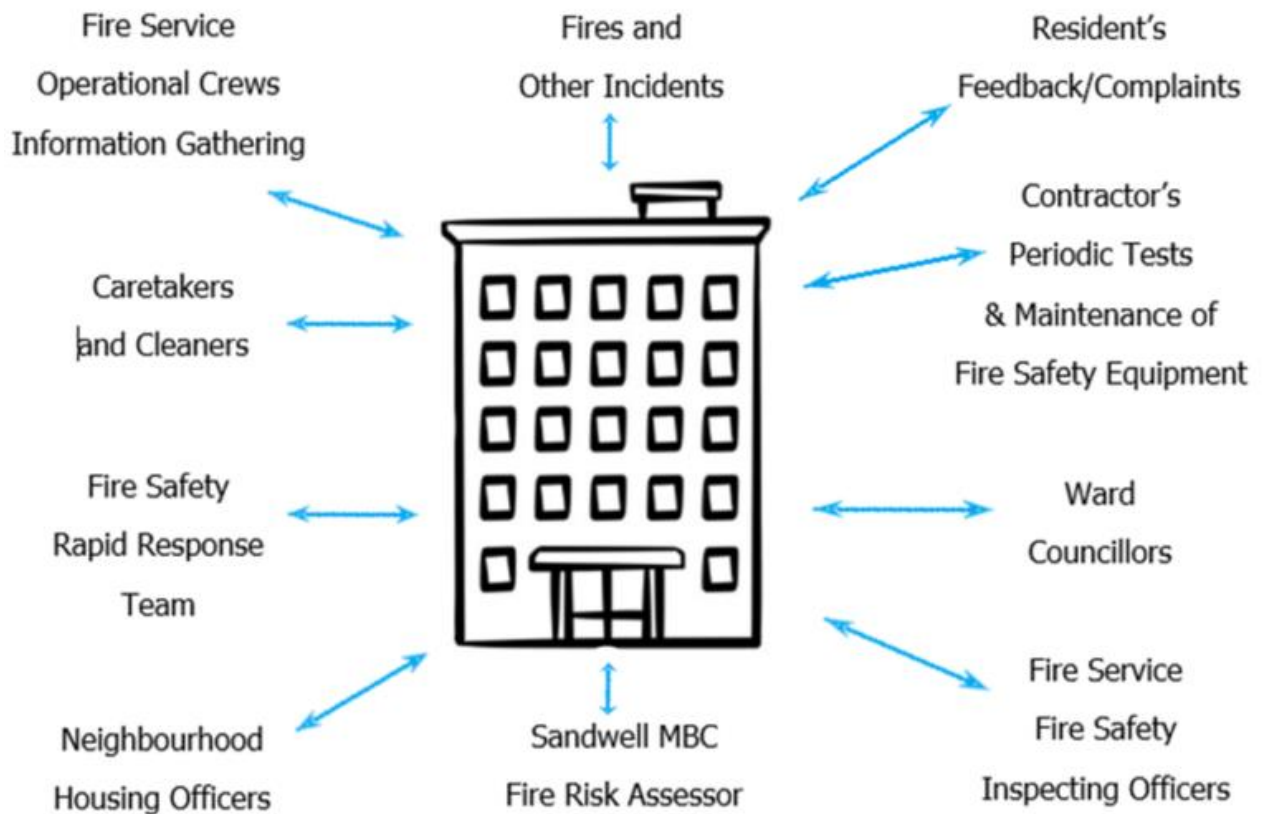 Fire Service
Operational Crews
Information Gathering
Fires and
Other Incidents
Resident’s
Feedback/Complaints
Caretakers
and Cleaners
Contractor’s
Periodic Tests
& Maintenance of
Fire Safety Equipment
Fire Safety
Rapid Response
Team
Ward
Councillors
Neighbourhood
Housing Officers
Sandwell MBC
Fire Risk Assessor
Fire Service
Fire Safety
Inspecting Officers